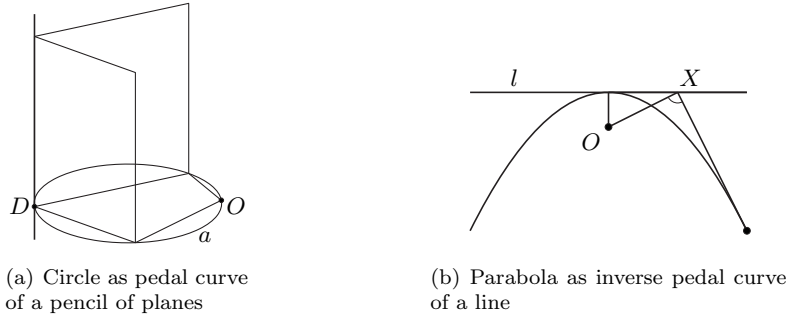 D
O
a
l
X
O
(a) Circle as pedal curve
of a pencil of planes
(b) Parabola as inverse pedal curve
of a line